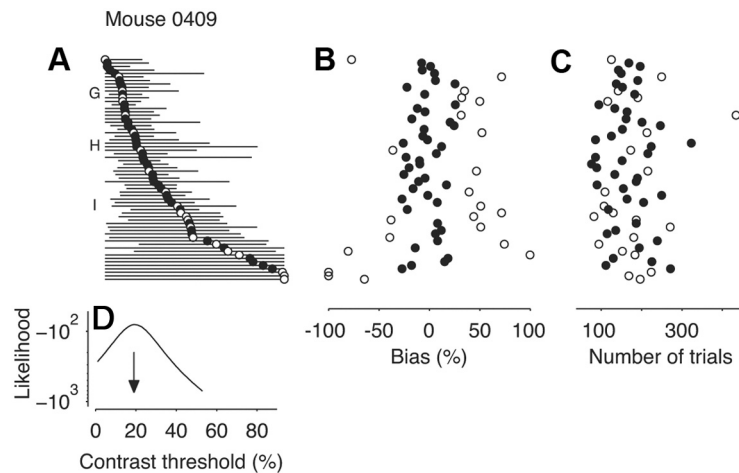 Mouse 0409
A
B
C
G
H
I
D
Likelihood
−10²
−10³
0 20 40 60 80
Contrast threshold (%)
-100 -50 0 50 100
Bias (%)
100 300
Number of trials